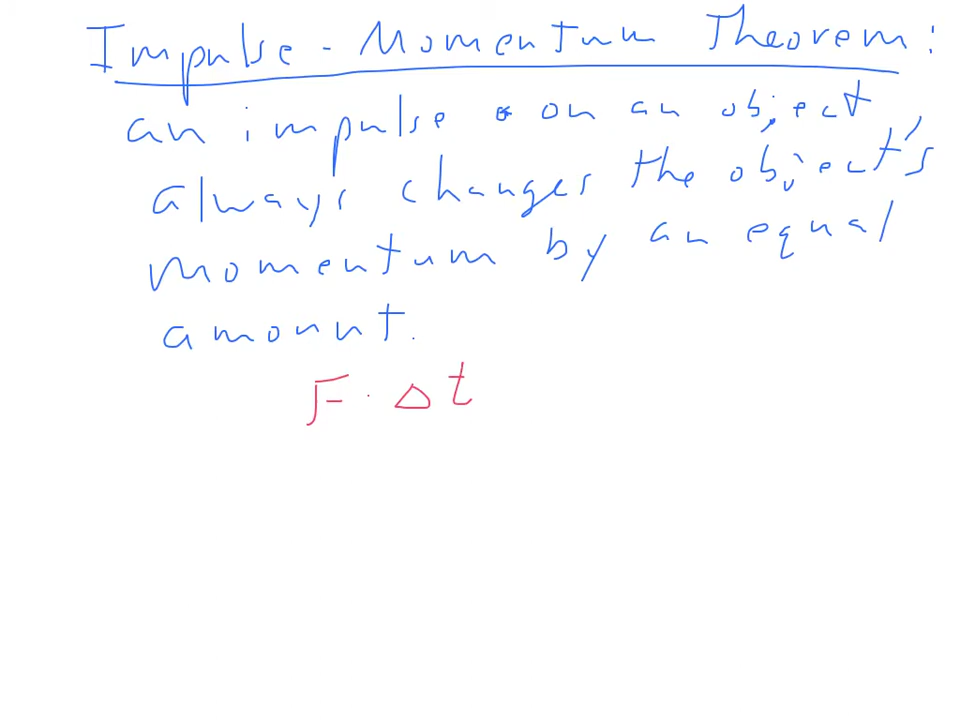 Impulse - Momentum Theorem:
an impulse on an object,
always changes the object's
momentum by an equal
amount.
F · Δt